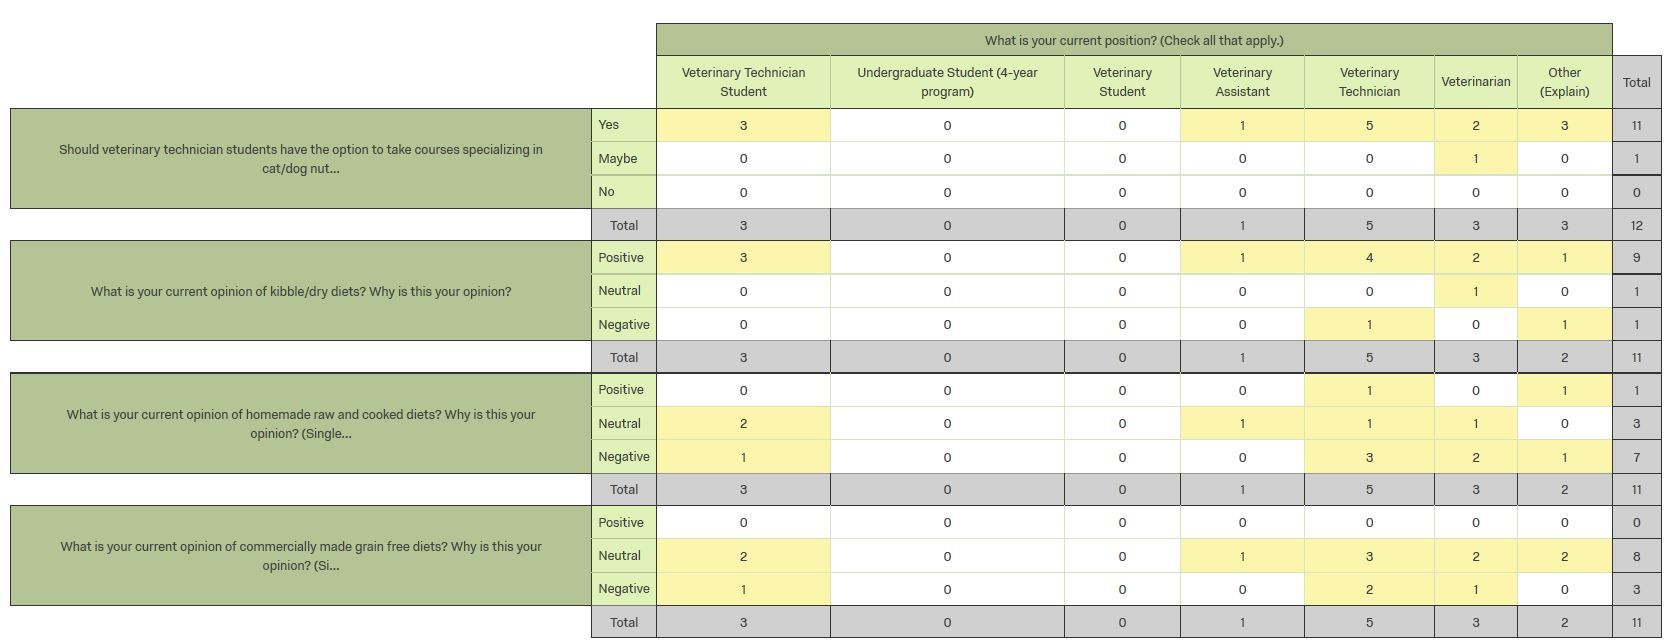 What is your current position? (Check all that apply.)
Veterinary Technician Student Undergraduate Student (4-year program) Veterinary Student Veterinary Assistant Veterinary Technician Veterinarian Other (Explain) Total
Should veterinary technician students have the option to take courses specializing in
cat/dog nut...
Yes 3 0 0 1 5 2 3 11
Maybe 0 0 0 0 0 1 0 1
No 0 0 0 0 0 0 0 0
Total 3 0 0 1 5 3 3 12
What is your current opinion of kibble/dry diets? Why is this your opinion?
Positive 3 0 0 1 4 2 1 9
Neutral 0 0 0 0 0 1 0 1
Negative 0 0 0 0 1 0 1 1
Total 3 0 0 1 5 3 2 11
What is your current opinion of homemade raw and cooked diets? Why is this your
opinion? (Single...
Positive 0 0 0 0 1 0 1 1
Neutral 2 0 0 1 1 1 0 3
Negative 1 0 0 0 3 2 1 7
Total 3 0 0 1 5 3 2 11
What is your current opinion of commercially made grain free diets? Why is this your
opinion? (Si...
Positive 0 0 0 0 0 0 0 0
Neutral 2 0 0 1 3 2 2 8
Negative 1 0 0 0 2 1 0 3
Total 3 0 0 1 5 3 2 11